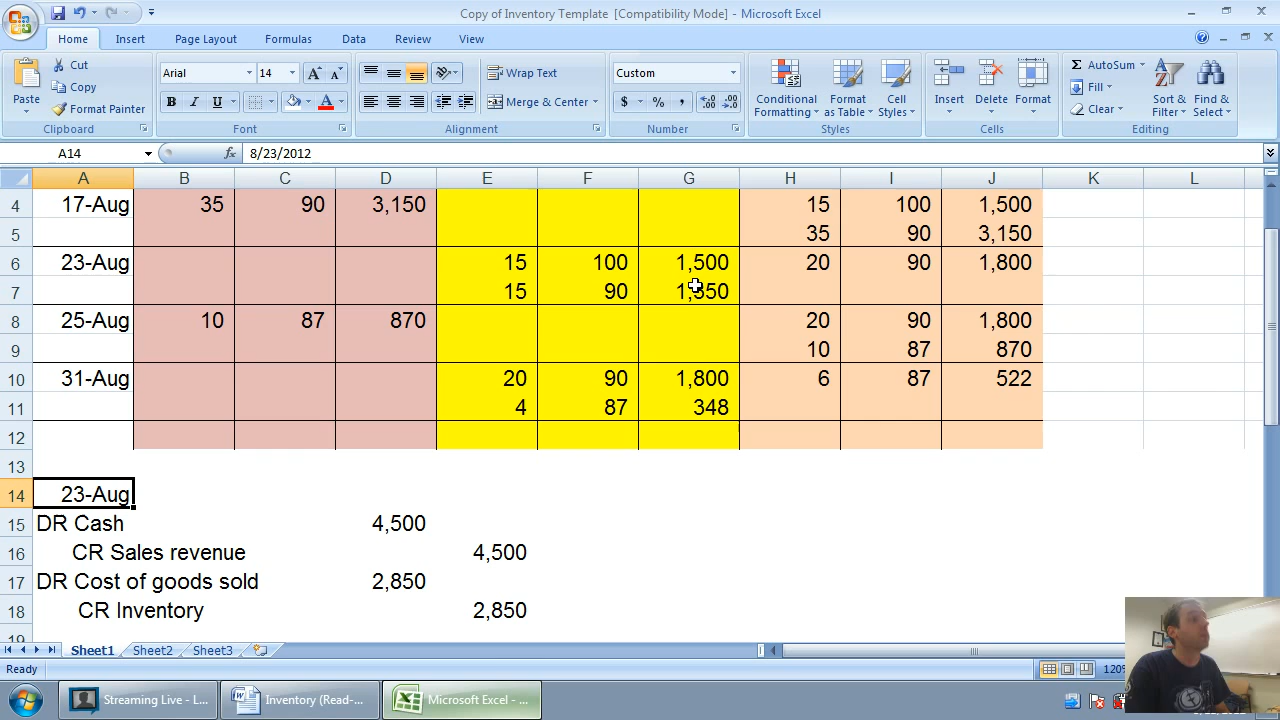 Copy of Inventory Template [Compatibility Mode] - Microsoft Excel
Home Insert Page Layout Formulas Data Review View
Paste Cut Copy Format Painter Clipboard
Arial 14 A A B I U A Font
Wrap Text Merge & Center Alignment
Custom $ % , .0 .00 Number
Conditional Formatting Format as Table Cell Styles Styles
Insert Delete Format Cells
AutoSum Fill Clear Sort & Filter Find & Select Editing
A14 fx 8/23/2012
A B C D E F G H I J K L
4 17-Aug 35 90 3,150 15 100 1,500
5 35 90 3,150
6 23-Aug 15 100 1,500 20 90 1,800
7 15 90 1,350
8 25-Aug 10 87 870 20 90 1,800
9 10 87 870
10 31-Aug 20 90 1,800 6 87 522
11 4 87 348
12
13
14 23-Aug
15 DR Cash 4,500
16 CR Sales revenue 4,500
17 DR Cost of goods sold 2,850
18 CR Inventory 2,850
19
Sheet1 Sheet2 Sheet3
Ready 120%
Streaming Live - L... Inventory (Read-... Microsoft Excel - ...